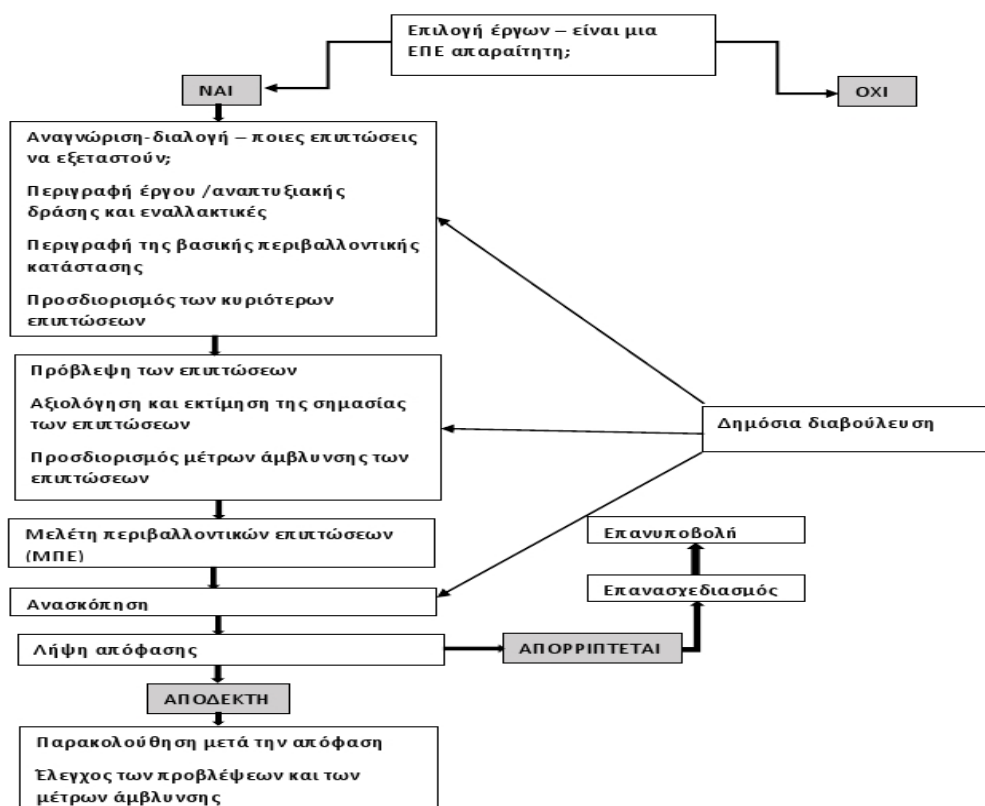 Επιλογή έργων – είναι μια
ΕΠΕ απαραίτητη;
ΝΑΙ
ΟΧΙ
Αναγνώριση-διαλογή – ποιες επιπτώσεις
να εξεταστούν;
Περιγραφή έργου /αναπτυξιακής
δράσης και εναλλακτικές
Περιγραφή της βασικής περιβαλλοντικής
κατάστασης
Προσδιορισμός των κυριότερων
επιπτώσεων
Πρόβλεψη των επιπτώσεων
Αξιολόγηση και εκτίμηση της σημασίας
των επιπτώσεων
Προσδιορισμός μέτρων άμβλυνσης των
επιπτώσεων
Δημόσια διαβούλευση
Μελέτη περιβαλλοντικών επιπτώσεων
(ΜΠΕ)
Επανυποβολή
Επανασχεδιασμός
Ανασκόπηση
Λήψη απόφασης
ΑΠΟΡΡΙΠΤΕΤΑΙ
ΑΠΟΔΕΚΤΗ
Παρακολούθηση μετά την απόφαση
Έλεγχος των προβλέψεων και των
μέτρων άμβλυνσης